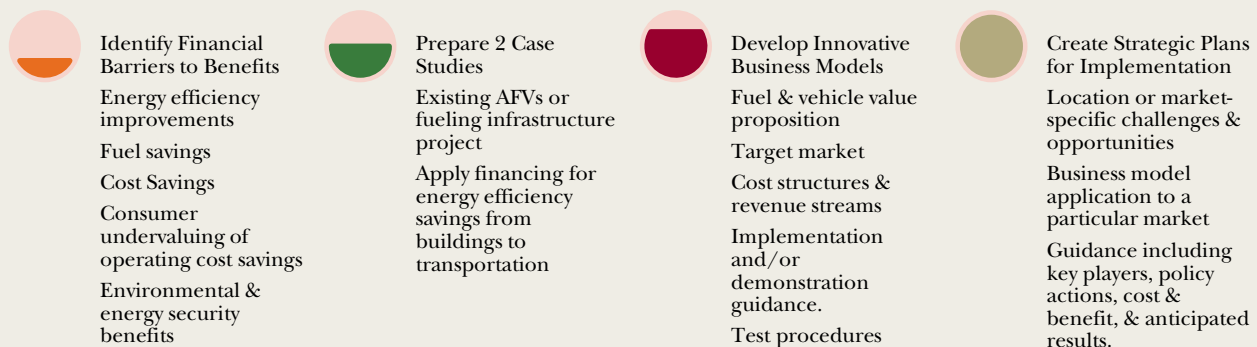 Identify Financial
Barriers to Benefits
Energy efficiency
improvements
Fuel savings
Cost Savings
Consumer
undervaluing of
operating cost savings
Environmental &
energy security
benefits
Prepare 2 Case
Studies
Existing AFVs or
fueling infrastructure
project
Apply financing for
energy efficiency
savings from
buildings to
transportation
Develop Innovative
Business Models
Fuel & vehicle value
proposition
Target market
Cost structures &
revenue streams
Implementation
and/or
demonstration
guidance.
Test procedures
Create Strategic Plans
for Implementation
Location or market-
specific challenges &
opportunities
Business model
application to a
particular market
Guidance including
key players, policy
actions, cost &
benefit, & anticipated
results.